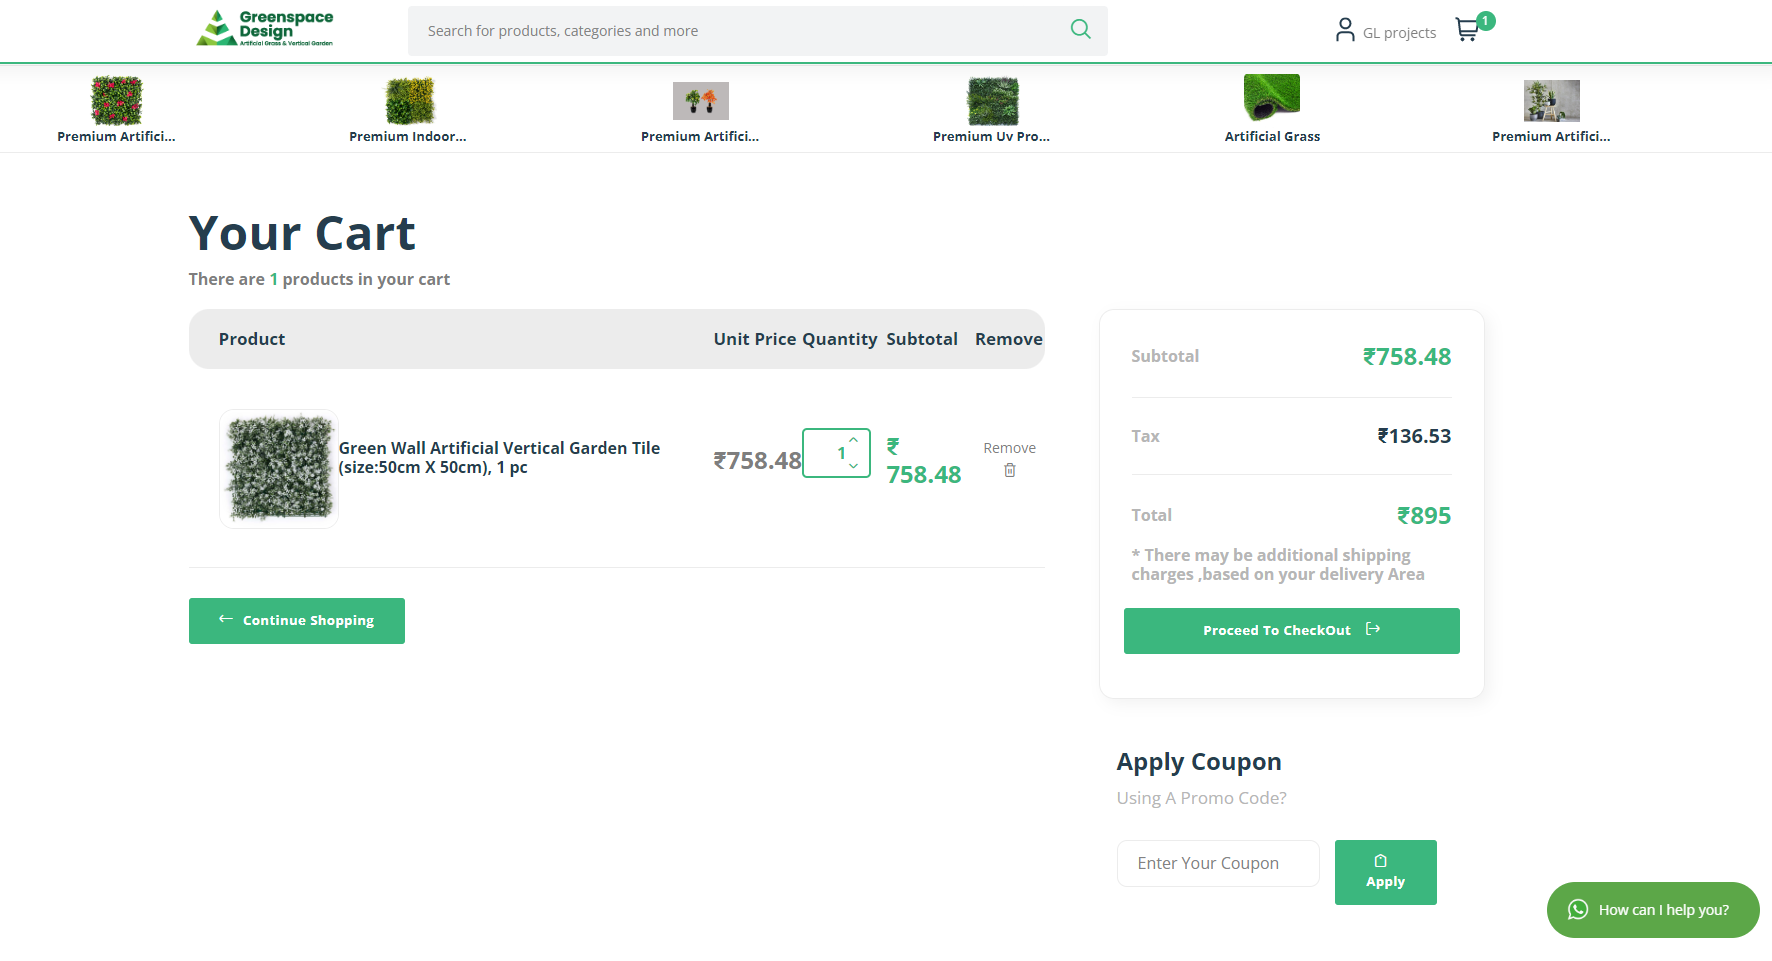 Greenspace
Design
Artificial Grass & Vertical Garden
Search for products, categories and more
GL projects
1
Premium Artifici...
Premium Indoor...
Premium Artifici...
Premium Uv Pro...
Artificial Grass
Premium Artifici...
Your Cart
There are 1 products in your cart
Product Unit Price Quantity Subtotal Remove
Green Wall Artificial Vertical Garden Tile
(size:50cm X 50cm), 1 pc
₹758.48
1
₹
758.48
Remove
Continue Shopping
Subtotal ₹758.48
Tax ₹136.53
Total ₹895
* There may be additional shipping
charges ,based on your delivery Area
Proceed To CheckOut
Apply Coupon
Using A Promo Code?
Enter Your Coupon
Apply
How can I help you?